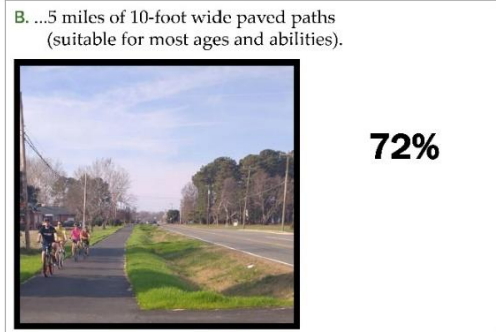 B. ...5 miles of 10-foot wide paved paths
(suitable for most ages and abilities).
72%